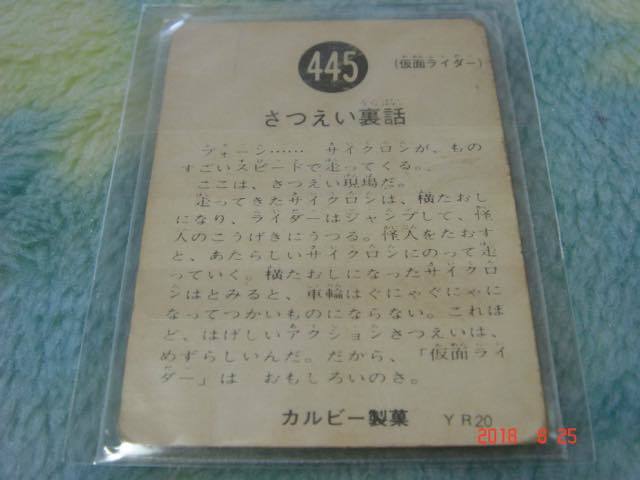 445
(仮面ライダー)
さつえい裏話
ヴォーン…… サイクロンが、もの
すごいスピードで走ってくる。
ここは、さつえい現場だ。
走ってきたサイクロンは、横たおし
になり、ライダーはジャンプして、怪
人のこうげきにうつる。怪人をたおす
と、あたらしいサイクロンにのって走
っていく。横たおしになったサイクロ
ンはとみると、車輪はぐにゃぐにゃに
なってつかいものにならない。これほ
ど、はげしいアクションさつえいは、
めずらしいんだ。だから、「仮面ライ
ダー」は おもしろいのさ。
カルビー製菓 YR20
2018 9 25